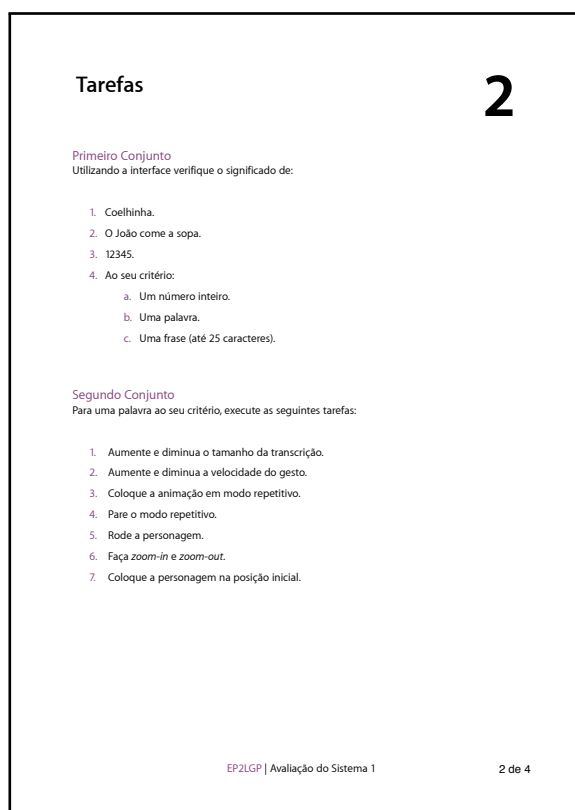 Tarefas
2
Primeiro Conjunto
Utilizando a interface verifique o significado de:
1. Coelhinha.
2. O João come a sopa.
3. 12345.
4. Ao seu critério:
a. Um número inteiro.
b. Uma palavra.
c. Uma frase (até 25 caracteres).
Segundo Conjunto
Para uma palavra ao seu critério, execute as seguintes tarefas:
1. Aumente e diminua o tamanho da transcrição.
2. Aumente e diminua a velocidade do gesto.
3. Coloque a animação em modo repetitivo.
4. Pare o modo repetitivo.
5. Rode a personagem.
6. Faça zoom-in e zoom-out.
7. Coloque a personagem na posição inicial.
EP2LGP | Avaliação do Sistema 1
2 de 4